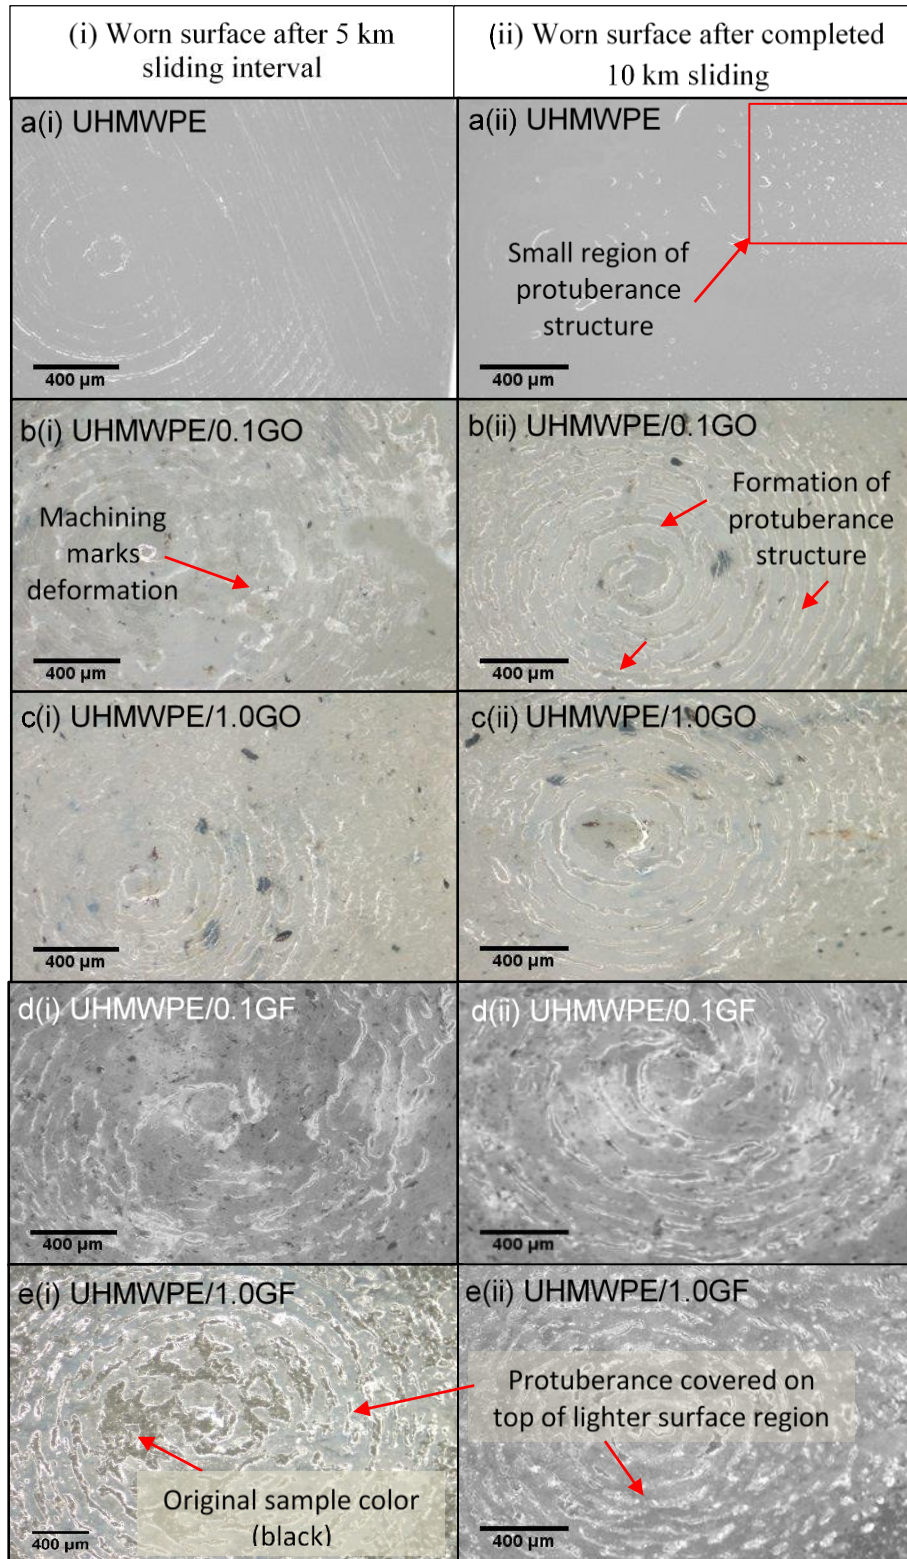 (i) Worn surface after 5 km
sliding interval
(ii) Worn surface after completed
10 km sliding
a(i) UHMWPE
400 µm
a(ii) UHMWPE
Small region of
protuberance
structure
400 µm
b(i) UHMWPE/0.1GO
Machining
marks
deformation
400 µm
b(ii) UHMWPE/0.1GO
Formation of
protuberance
structure
400 µm
c(i) UHMWPE/1.0GO
400 µm
c(ii) UHMWPE/1.0GO
400 µm
d(i) UHMWPE/0.1GF
400 µm
d(ii) UHMWPE/0.1GF
400 µm
e(i) UHMWPE/1.0GF
Original sample color
(black)
400 µm
e(ii) UHMWPE/1.0GF
Protuberance covered on
top of lighter surface region
400 µm